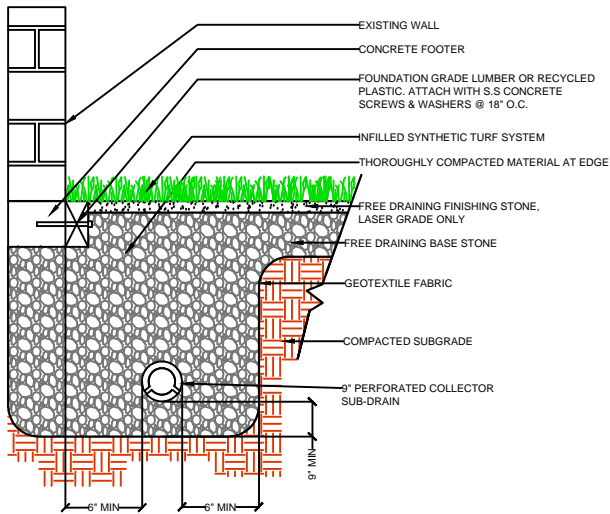 EXISTING WALL
CONCRETE FOOTER
FOUNDATION GRADE LUMBER OR RECYCLED
PLASTIC. ATTACH WITH S.S CONCRETE
SCREWS & WASHERS @ 18" O.C.
INFILLED SYNTHETIC TURF SYSTEM
THOROUGHLY COMPACTED MATERIAL AT EDGE
FREE DRAINING FINISHING STONE,
LASER GRADE ONLY
FREE DRAINING BASE STONE
GEOTEXTILE FABRIC
COMPACTED SUBGRADE
9" PERFORATED COLLECTOR
SUB-DRAIN
9" MIN
6" MIN
6" MIN